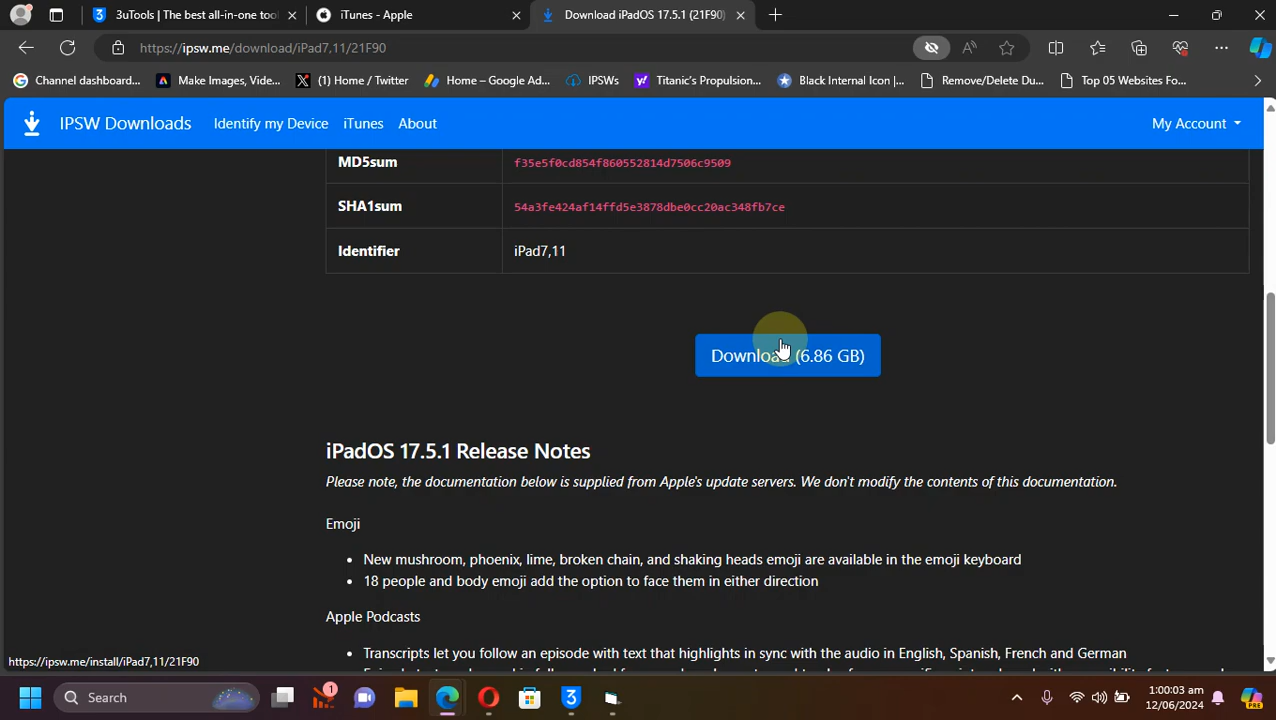 3uTools | The best all-in-one tool
iTunes - Apple
Download iPadOS 17.5.1 (21F90)
https://ipsw.me/download/iPad7,11/21F90
Channel dashboard...
Make Images, Vide...
(1) Home / Twitter
Home – Google Ad...
IPSWs
Titanic's Propulsion...
Black Internal Icon |...
Remove/Delete Du...
Top 05 Websites Fo...
IPSW Downloads
Identify my Device
iTunes
About
My Account
MD5sum
f35e5f0cd854f860552814d7506c9509
SHA1sum
54a3fe424af14ffd5e3878dbe0cc20ac348fb7ce
Identifier
iPad7,11
Download (6.86 GB)
iPadOS 17.5.1 Release Notes
Please note, the documentation below is supplied from Apple's update servers. We don't modify the contents of this documentation.
Emoji
• New mushroom, phoenix, lime, broken chain, and shaking heads emoji are available in the emoji keyboard
• 18 people and body emoji add the option to face them in either direction
Apple Podcasts
• Transcripts let you follow an episode with text that highlights in sync with the audio in English, Spanish, French and German
https://ipsw.me/install/iPad7,11/21F90
Search
1
1:00:03 am
12/06/2024
PRE